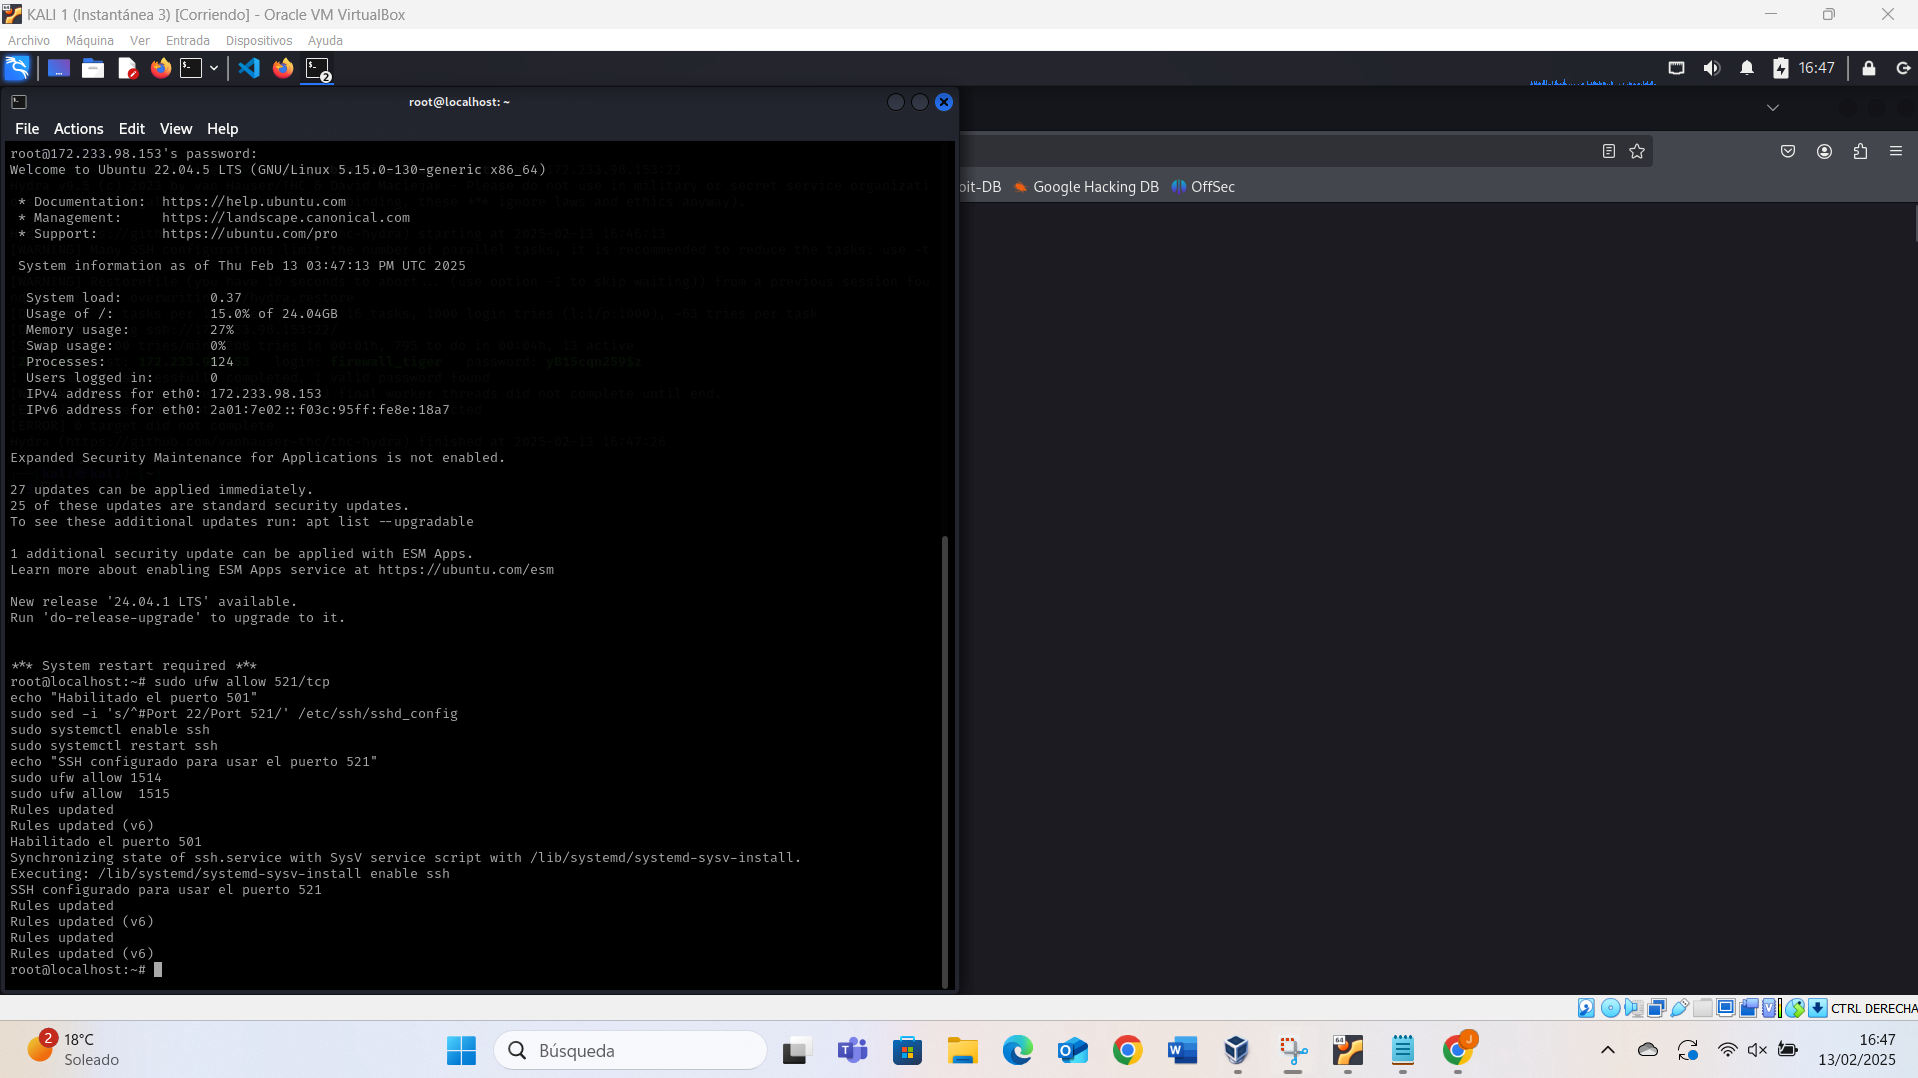 KALI 1 (Instantánea 3) [Corriendo] - Oracle VM VirtualBox
Archivo Máquina Ver Entrada Dispositivos Ayuda
2
16:47
root@localhost: ~
File Actions Edit View Help
oit-DB Google Hacking DB OffSec
root@172.233.98.153's password:
Welcome to Ubuntu 22.04.5 LTS (GNU/Linux 5.15.0-130-generic x86_64)
* Documentation: https://help.ubuntu.com
* Management: https://landscape.canonical.com
* Support: https://ubuntu.com/pro
System information as of Thu Feb 13 03:47:13 PM UTC 2025
System load: 0.37
Usage of /: 15.0% of 24.04GB
Memory usage: 27%
Swap usage: 0%
Processes: 124
Users logged in: 0
IPv4 address for eth0: 172.233.98.153
IPv6 address for eth0: 2a01:7e02::f03c:95ff:fe8e:18a7
Expanded Security Maintenance for Applications is not enabled.
27 updates can be applied immediately.
25 of these updates are standard security updates.
To see these additional updates run: apt list --upgradable
1 additional security update can be applied with ESM Apps.
Learn more about enabling ESM Apps service at https://ubuntu.com/esm
New release '24.04.1 LTS' available.
Run 'do-release-upgrade' to upgrade to it.
*** System restart required ***
root@localhost:~# sudo ufw allow 521/tcp
echo "Habilitado el puerto 501"
sudo sed -i 's/^#Port 22/Port 521/' /etc/ssh/sshd_config
sudo systemctl enable ssh
sudo systemctl restart ssh
echo "SSH configurado para usar el puerto 521"
sudo ufw allow 1514
sudo ufw allow  1515
Rules updated
Rules updated (v6)
Habilitado el puerto 501
Synchronizing state of ssh.service with SysV service script with /lib/systemd/systemd-sysv-install.
Executing: /lib/systemd/systemd-sysv-install enable ssh
SSH configurado para usar el puerto 521
Rules updated
Rules updated (v6)
Rules updated
Rules updated (v6)
root@localhost:~#
CTRL DERECHA
2
18°C
Soleado
Búsqueda
64
J
16:47
13/02/2025